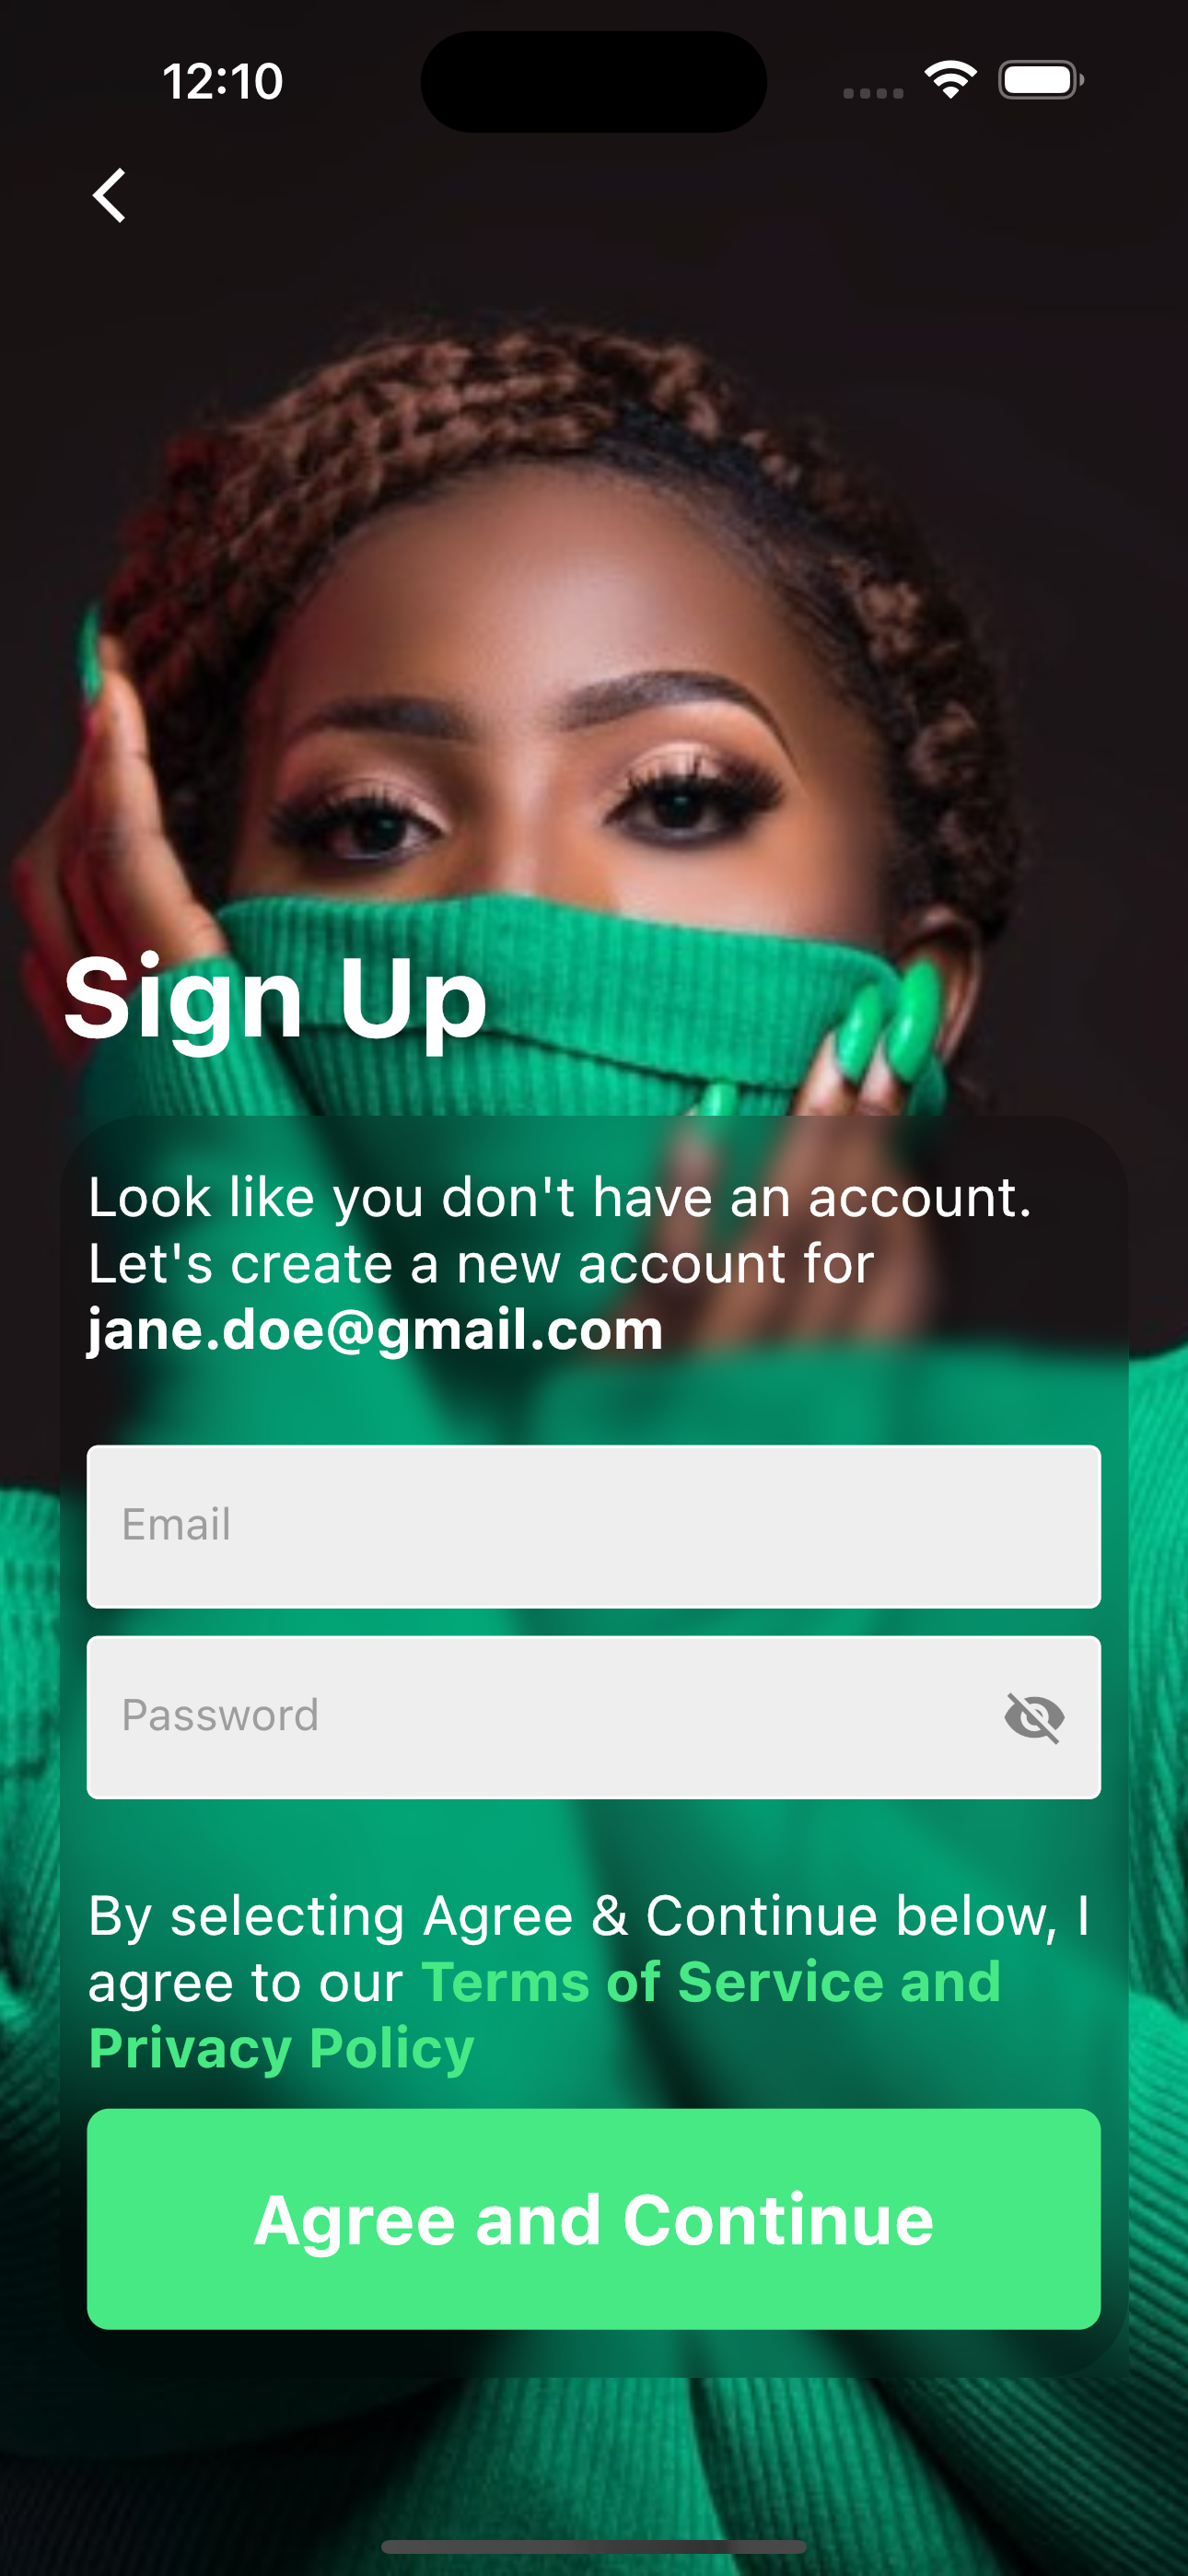 12:10
Sign Up
Look like you don't have an account.
Let's create a new account for
jane.doe@gmail.com
Email
Password
By selecting Agree & Continue below, I
agree to our Terms of Service and
Privacy Policy
Agree and Continue